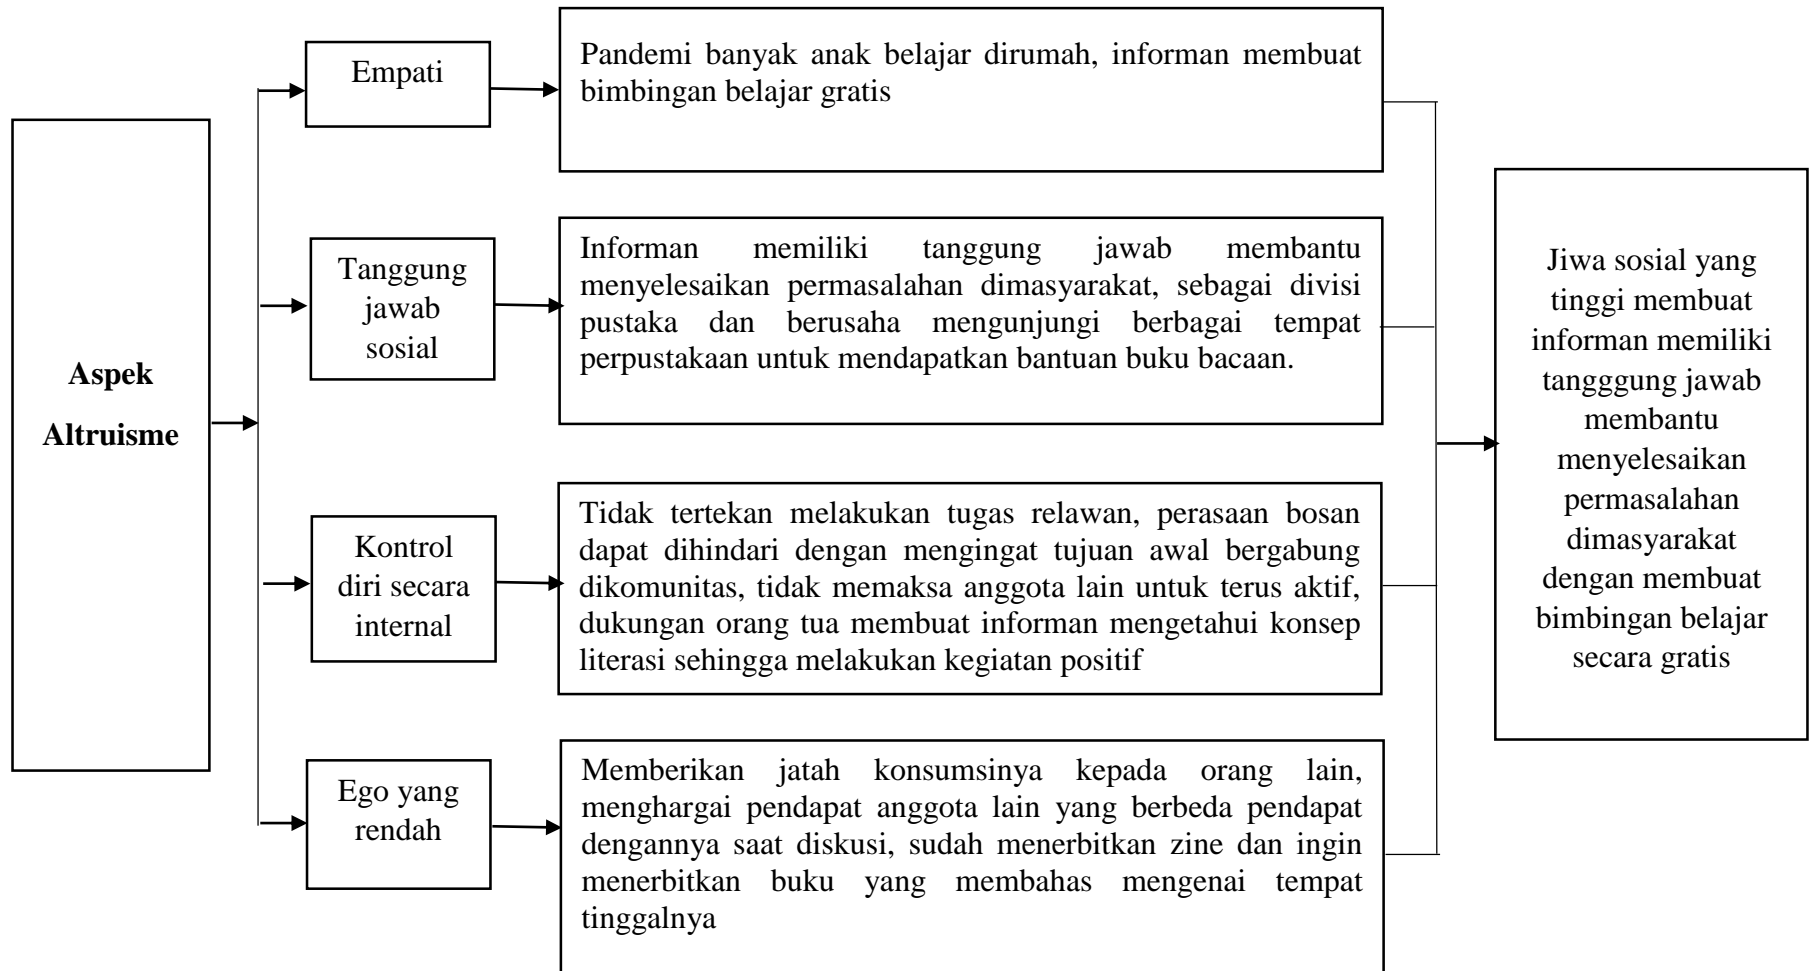 Aspek
Altruisme
Empati
Pandemi banyak anak belajar dirumah, informan membuat
bimbingan belajar gratis
Tanggung
jawab
sosial
Informan memiliki tanggung jawab membantu
menyelesaikan permasalahan dimasyarakat, sebagai divisi
pustaka dan berusaha mengunjungi berbagai tempat
perpustakaan untuk mendapatkan bantuan buku bacaan.
Kontrol
diri secara
internal
Tidak tertekan melakukan tugas relawan, perasaan bosan
dapat dihindari dengan mengingat tujuan awal bergabung
dikomunitas, tidak memaksa anggota lain untuk terus aktif,
dukungan orang tua membuat informan mengetahui konsep
literasi sehingga melakukan kegiatan positif
Ego yang
rendah
Memberikan jatah konsumsinya kepada orang lain,
menghargai pendapat anggota lain yang berbeda pendapat
dengannya saat diskusi, sudah menerbitkan zine dan ingin
menerbitkan buku yang membahas mengenai tempat
tinggalnya
Jiwa sosial yang
tinggi membuat
informan memiliki
tangggung jawab
membantu
menyelesaikan
permasalahan
dimasyarakat
dengan membuat
bimbingan belajar
secara gratis